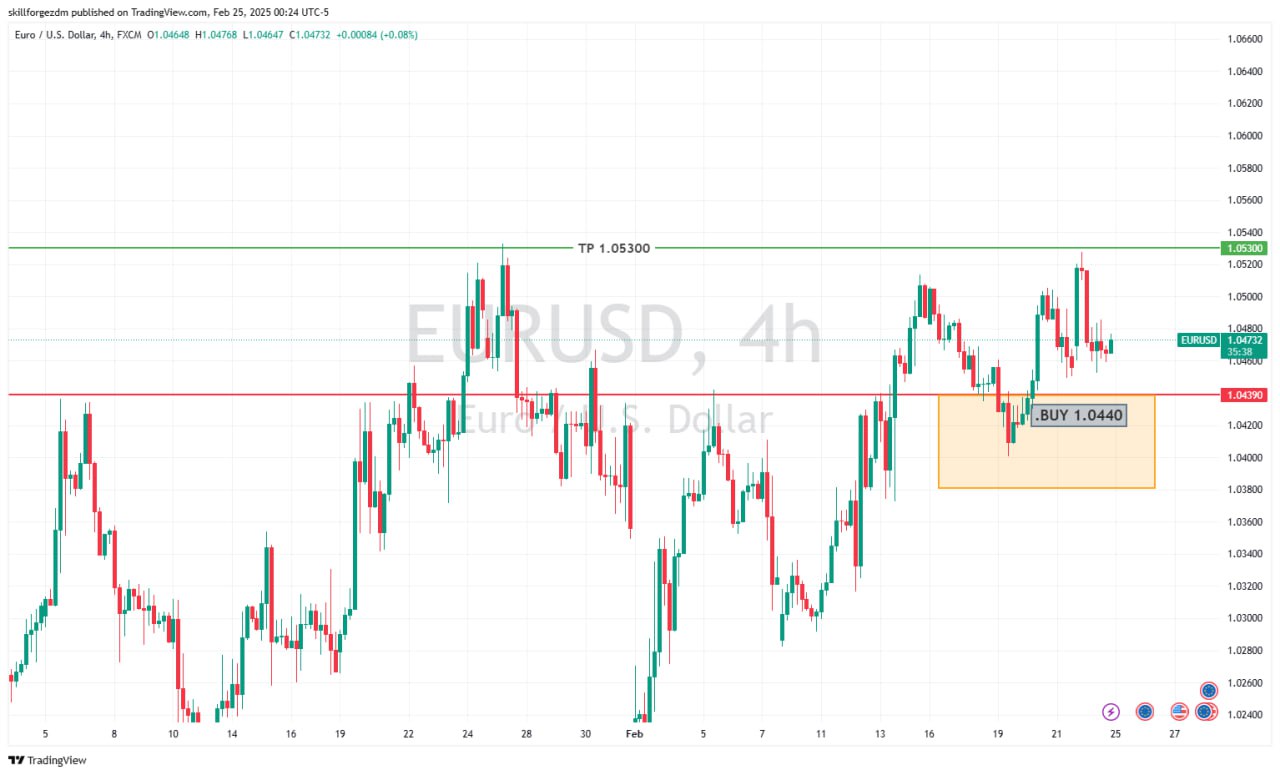 skillforgezdm published on TradingView.com, Feb 25, 2025 00:24 UTC-5
Euro / U.S. Dollar, 4h, FXCM O1.04648 H1.04768 L1.04647 C1.04732 +0.00084 (+0.08%)
1.06600
1.06400
1.06200
1.06000
1.05800
1.05600
1.05400
TP 1.05300
1.05300
1.05200
1.05000
EURUSD, 4h
1.04800
EURUSD 1.04732
35:38
1.04600
1.04390
.BUY 1.0440
Euro / U.S. Dollar
1.04200
1.04000
1.03800
1.03600
1.03400
1.03200
1.03000
1.02800
1.02600
1.02400
5 8 10 14 16 19 22 24 28 30 Feb 5 7 11 13 16 19 21 25 27
TradingView